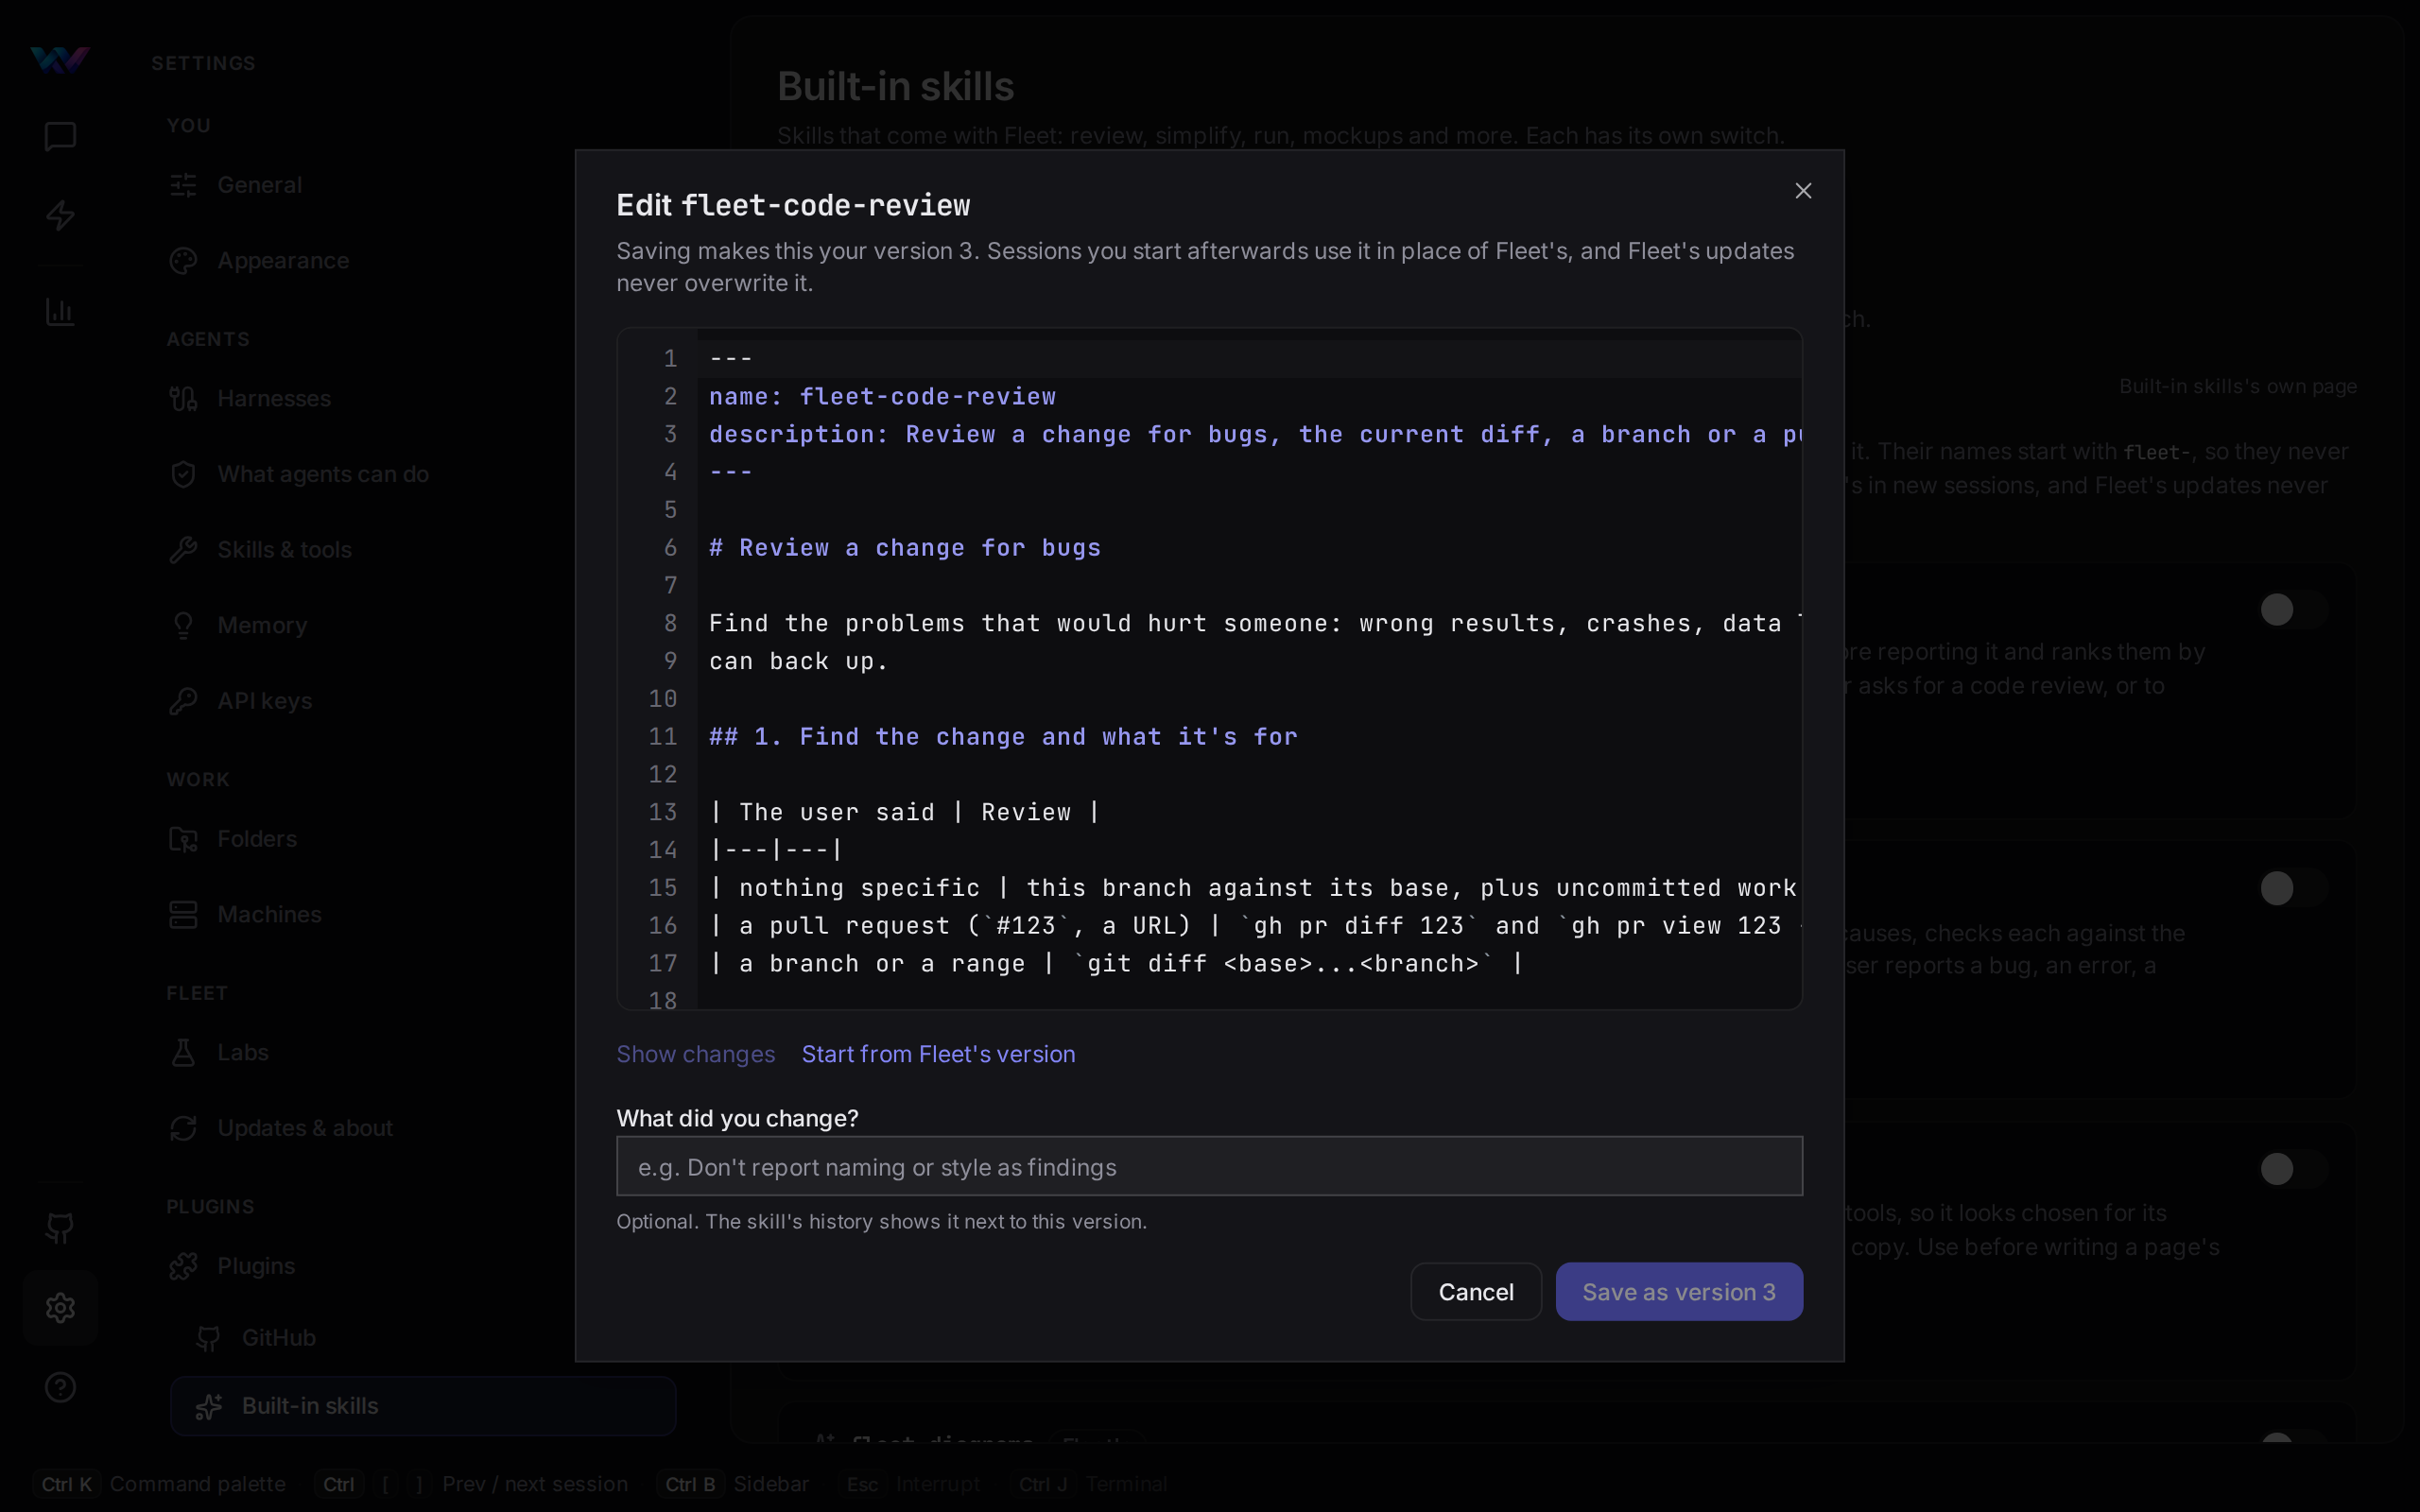 SETTINGS
YOU
General
Appearance
AGENTS
Harnesses
What agents can do
Skills & tools
Memory
API keys
WORK
Folders
Machines
FLEET
Labs
Updates & about
PLUGINS
Plugins
GitHub
Built-in skills
Built-in skills
Skills that come with Fleet: review, simplify, run, mockups and more. Each has its own switch.
ch.
Built-in skills's own page
it. Their names start with fleet-, so they never
's in new sessions, and Fleet's updates never
re reporting it and ranks them by
r asks for a code review, or to
causes, checks each against the
ser reports a bug, an error, a
tools, so it looks chosen for its
copy. Use before writing a page's
Edit fleet-code-review
Saving makes this your version 3. Sessions you start afterwards use it in place of Fleet's, and Fleet's updates
never overwrite it.
1 ---
2 name: fleet-code-review
3 description: Review a change for bugs, the current diff, a branch or a
4 ---
5
6 # Review a change for bugs
7
8 Find the problems that would hurt someone: wrong results, crashes, data
9 can back up.
10
11 ## 1. Find the change and what it's for
12
13 | The user said | Review |
14 |---|---|
15 | nothing specific | this branch against its base, plus uncommitted work
16 | a pull request (`#123`, a URL) | `gh pr diff 123` and `gh pr view 123
17 | a branch or a range | `git diff <base>...<branch>` |
18
Show changes Start from Fleet's version
What did you change?
e.g. Don't report naming or style as findings
Optional. The skill's history shows it next to this version.
Cancel Save as version 3
Ctrl K Command palette Ctrl [ ] Prev / next session Ctrl B Sidebar Esc Interrupt Ctrl J Terminal